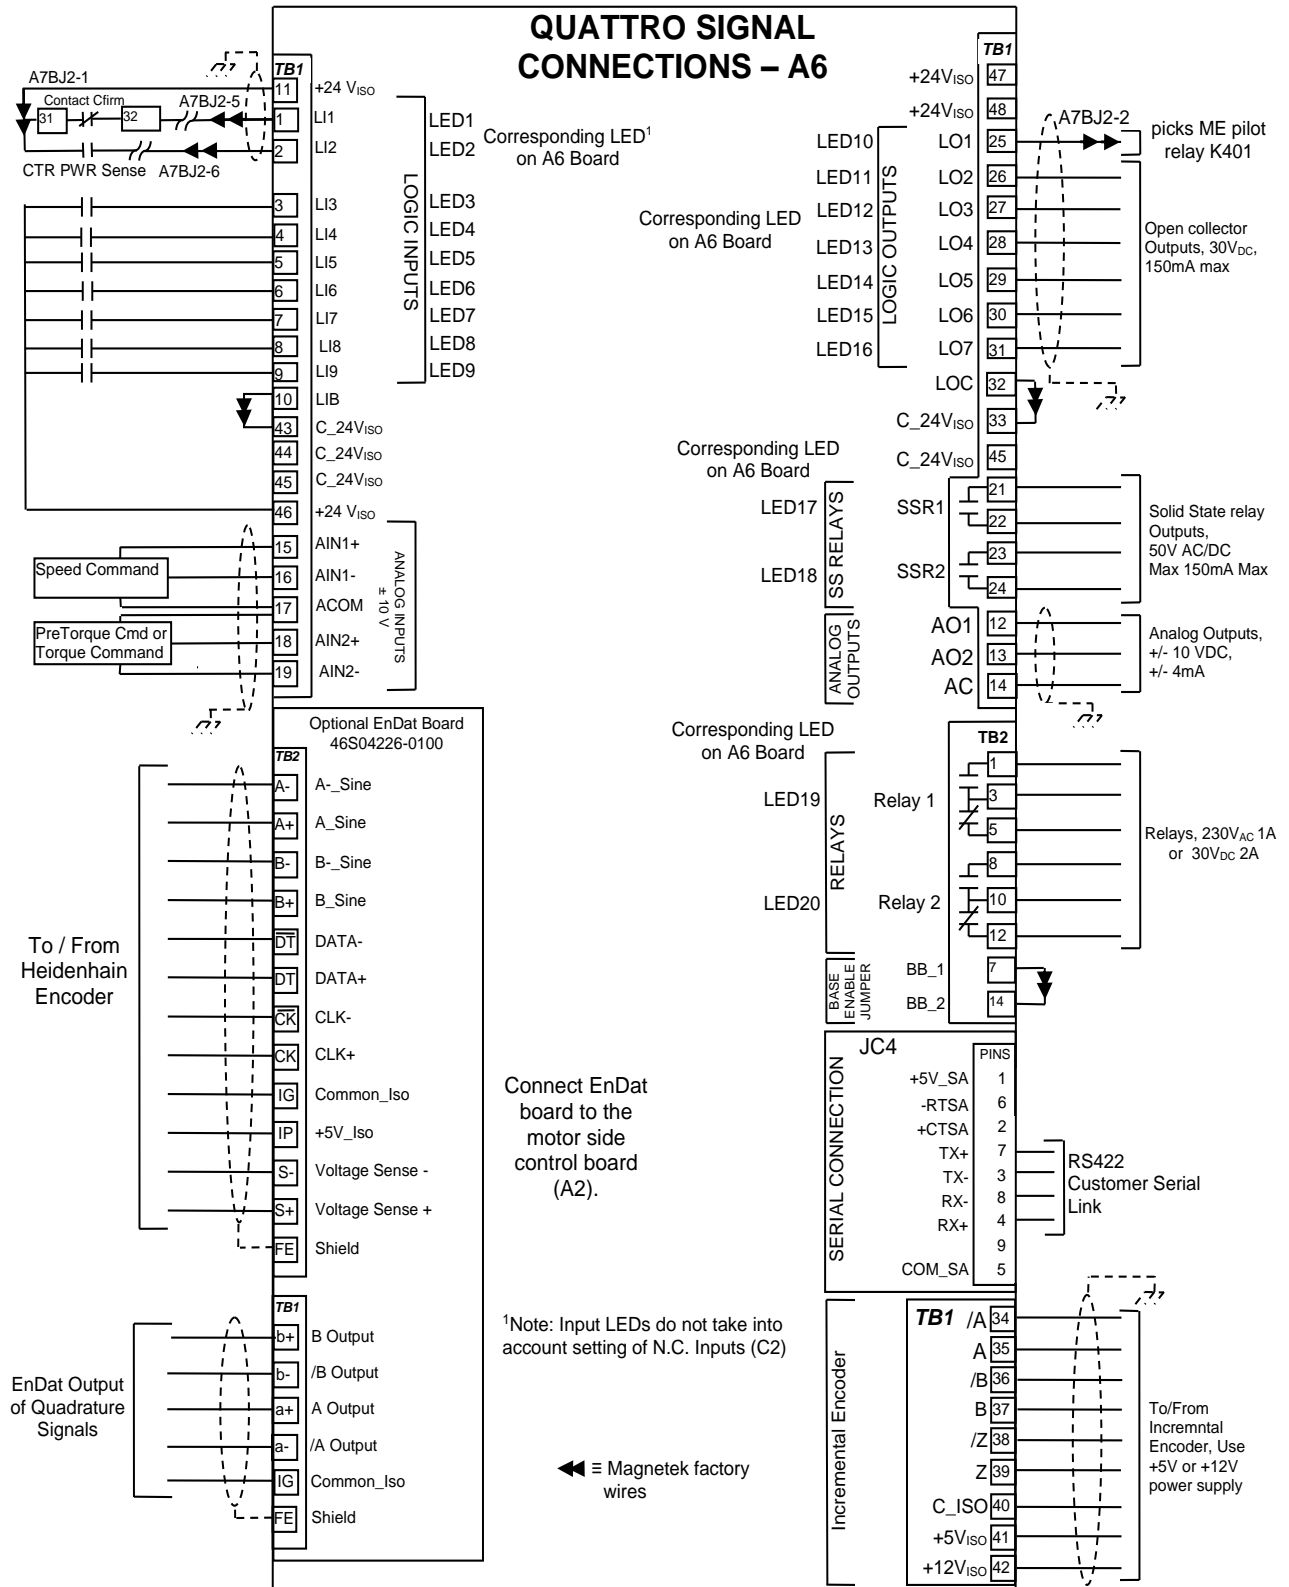 QUATTRO SIGNAL
CONNECTIONS – A6
A7BJ2-1
TB1
11
+24 VISO
Contact Cfirm
A7BJ2-5
31
32
1
LI1
LED1
2
LI2
LED2
Corresponding LED1
on A6 Board
CTR PWR Sense
A7BJ2-6
LOGIC INPUTS
3
LI3
LED3
4
LI4
LED4
5
LI5
LED5
6
LI6
LED6
7
LI7
LED7
8
LI8
LED8
9
LI9
LED9
10
LIB
43
C_24VISO
44
C_24VISO
45
C_24VISO
46
+24 VISO
15
AIN1+
Speed Command
16
AIN1-
17
ACOM
ANALOG INPUTS
± 10 V
PreTorque Cmd or
Torque Command
18
AIN2+
19
AIN2-
Optional EnDat Board
46S04226-0100
TB2
A-
A-_Sine
A+
A_Sine
B-
B-_Sine
B+
B_Sine
DT
DATA-
DT
DATA+
CK
CLK-
CK
CLK+
IG
Common_Iso
IP
+5V_Iso
S-
Voltage Sense -
S+
Voltage Sense +
FE
Shield
To / From
Heidenhain
Encoder
TB1
b+
B Output
b-
/B Output
a+
A Output
a-
/A Output
IG
Common_Iso
FE
Shield
EnDat Output
of Quadrature
Signals
Connect EnDat
board to the
motor side
control board
(A2).
1Note: Input LEDs do not take into
account setting of N.C. Inputs (C2)
≡ Magnetek factory
wires
TB1
+24VISO
47
+24VISO
48
LED10
LO1
25
A7BJ2-2
picks ME pilot
relay K401
LED11
LO2
26
LED12
LO3
27
LED13
LO4
28
LED14
LO5
29
LED15
LO6
30
LED16
LO7
31
Corresponding LED
on A6 Board
LOGIC OUTPUTS
Open collector
Outputs, 30VDC,
150mA max
LOC
32
C_24VISO
33
C_24VISO
45
Corresponding LED
on A6 Board
LED17
SS RELAYS
SSR1
21
22
LED18
SSR2
23
24
Solid State relay
Outputs,
50V AC/DC
Max 150mA Max
ANALOG
OUTPUTS
AO1
12
AO2
13
AC
14
Analog Outputs,
+/- 10 VDC,
+/- 4mA
Corresponding LED
on A6 Board
TB2
LED19
RELAYS
Relay 1
1
3
5
LED20
Relay 2
8
10
12
Relays, 230VAC 1A
or 30VDC 2A
BASE
ENABLE
JUMPER
BB_1
7
BB_2
14
SERIAL CONNECTION
JC4
PINS
+5V_SA
1
-RTSA
6
+CTSA
2
TX+
7
TX-
3
RX-
8
RX+
4
9
COM_SA
5
RS422
Customer Serial
Link
Incremental Encoder
TB1
/A
34
A
35
/B
36
B
37
/Z
38
Z
39
C_ISO
40
+5VISO
41
+12VISO
42
To/From
Incremntal
Encoder, Use
+5V or +12V
power supply